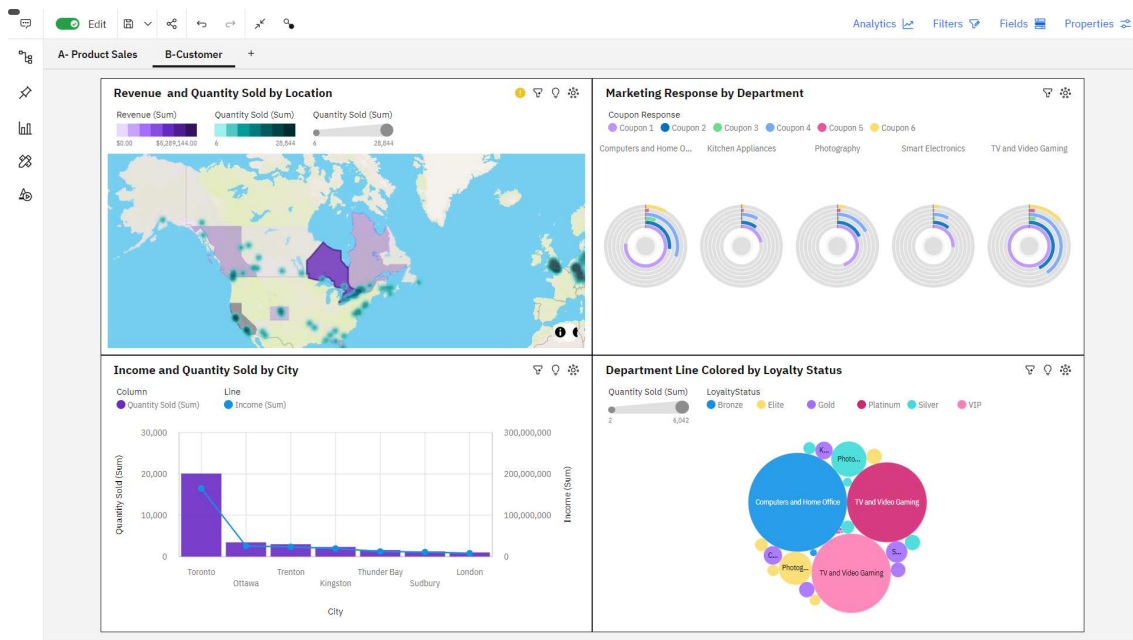 Edit
Analytics
Filters
Fields
Properties
A- Product Sales
B-Customer
+
Revenue and Quantity Sold by Location
Revenue (Sum)
Quantity Sold (Sum)
Quantity Sold (Sum)
$0.00
$8,289,144.00
6
28,844
6
28,844
Marketing Response by Department
Coupon Response
Coupon 1
Coupon 2
Coupon 3
Coupon 4
Coupon 5
Coupon 6
Computers and Home O...
Kitchen Appliances
Photography
Smart Electronics
TV and Video Gaming
Income and Quantity Sold by City
Column
Line
Quantity Sold (Sum)
Income (Sum)
30,000
20,000
10,000
0
Quantity Sold (Sum)
300,000,000
200,000,000
100,000,000
0
Income (Sum)
Toronto
Ottawa
Trenton
Kingston
Thunder Bay
Sudbury
London
City
Department Line Colored by Loyalty Status
Quantity Sold (Sum)
2
6,042
LoyaltyStatus
Bronze
Elite
Gold
Platinum
Silver
VIP
K...
Photo...
Computers and Home Office
TV and Video Gaming
C...
S...
Photog...
TV and Video Gaming